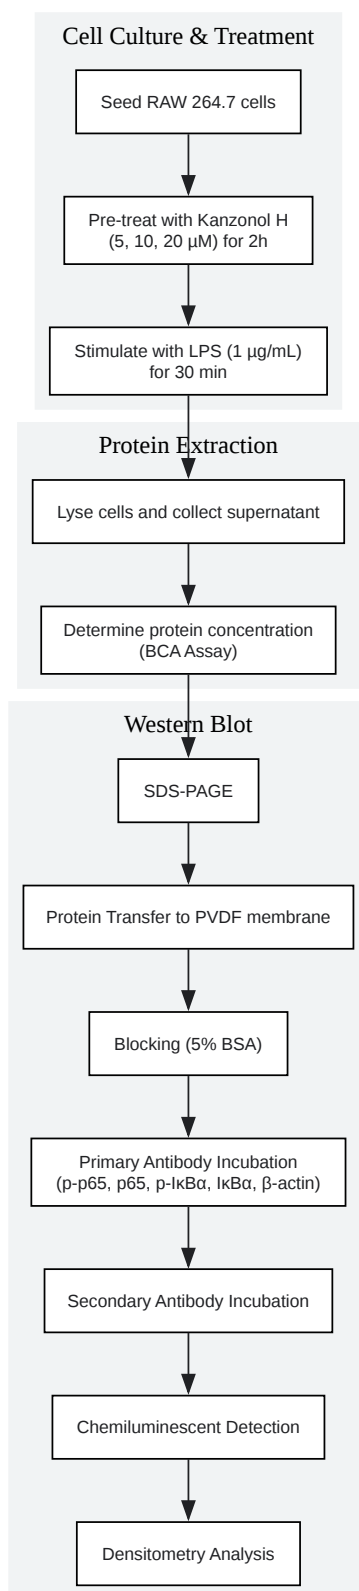 Cell Culture & Treatment
Seed RAW 264.7 cells
Pre-treat with Kanzonol H
(5, 10, 20 µM) for 2h
Stimulate with LPS (1 µg/mL)
for 30 min
Protein Extraction
Lyse cells and collect supernatant
Determine protein concentration
(BCA Assay)
Western Blot
SDS-PAGE
Protein Transfer to PVDF membrane
Blocking (5% BSA)
Primary Antibody Incubation
(p-p65, p65, p-IκBα, IκBα, β-actin)
Secondary Antibody Incubation
Chemiluminescent Detection
Densitometry Analysis